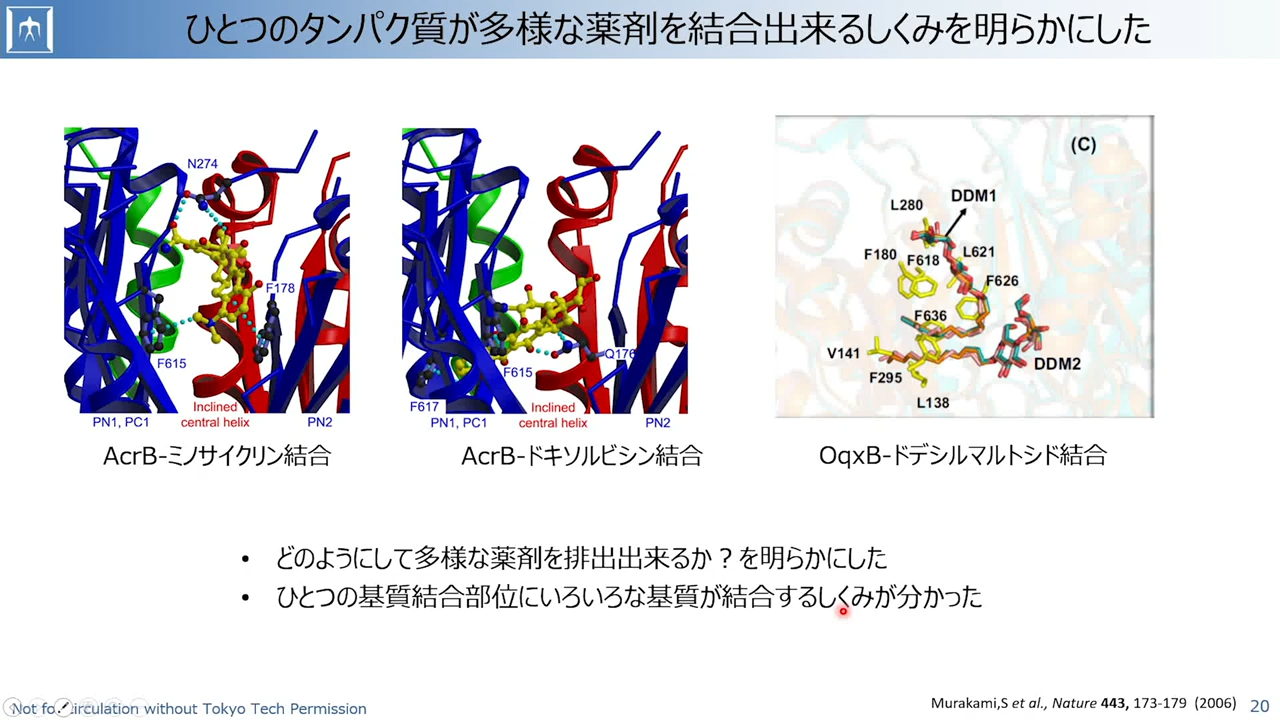 ひとつのタンパク質が多様な薬剤を結合出来るしくみを明らかにした
N274
F178
F615
PN1, PC1
Inclined
central helix
PN2
AcrB-ミノサイクリン結合
Q176
F615
F617
PN1, PC1
Inclined
central helix
PN2
AcrB-ドキソルビシン結合
(C)
DDM1
L280
F180
F618
L621
F626
F636
V141
F295
L138
DDM2
OqxB-ドデシルマルトシド結合
• どのようにして多様な薬剤を排出出来るか？を明らかにした
• ひとつの基質結合部位にいろいろな基質が結合するしくみが分かった
Not for Circulation without Tokyo Tech Permission
Murakami,S et al., Nature 443, 173-179 (2006)
20